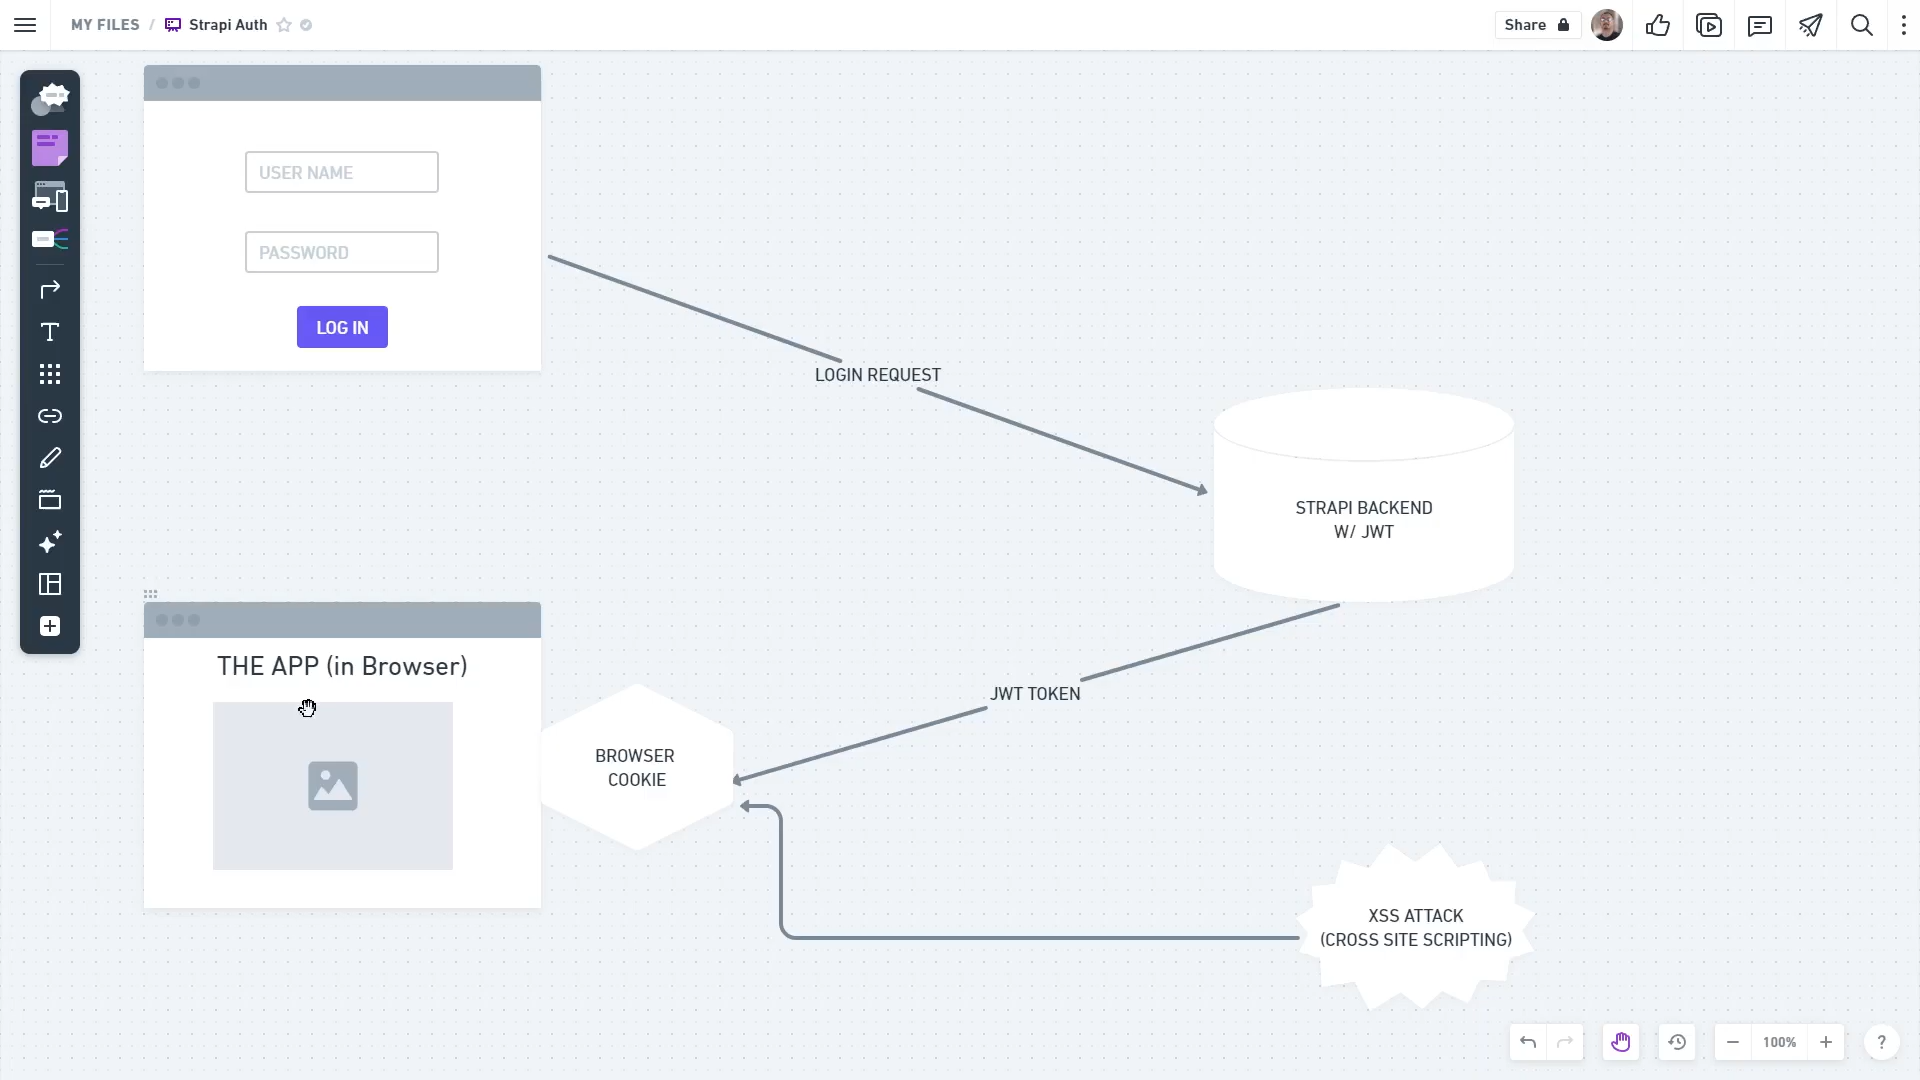 MY FILES / Strapi Auth
Share
USER NAME
PASSWORD
LOG IN
LOGIN REQUEST
STRAPI BACKEND
W/ JWT
THE APP (in Browser)
JWT TOKEN
BROWSER
COOKIE
XSS ATTACK
(CROSS SITE SCRIPTING)
100%
?